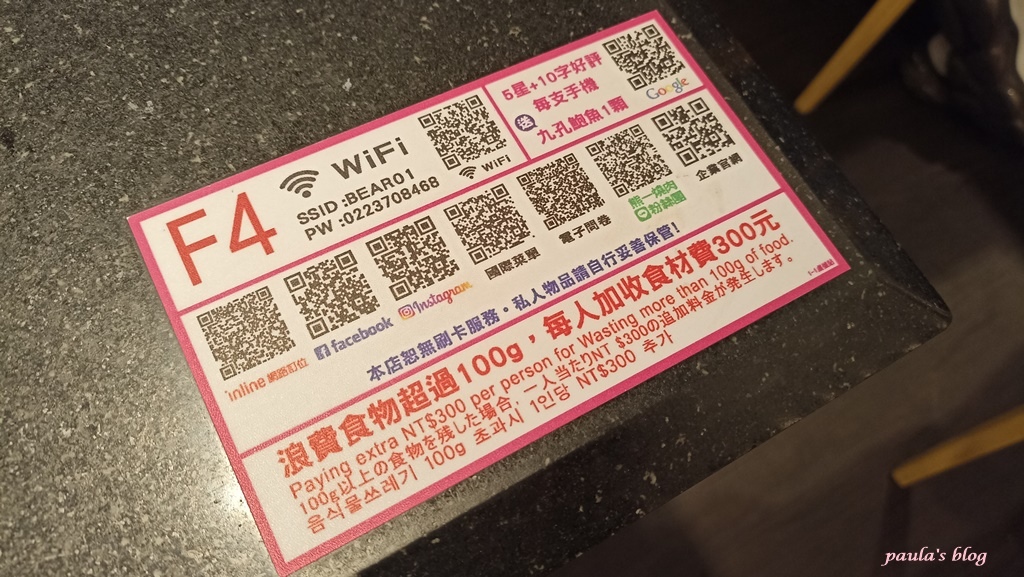 F4
WiFi
SSID :BEAR01
PW :0223708468
WiFi
5星+10字好評
每支手機
送 九孔鮑魚1顆
Google
inline 網路訂位
facebook
Instagram
國際菜單
電子問卷
熊一燒肉
粉絲團
企業官網
本店恕無刷卡服務・私人物品請自行妥善保管!
浪費食物超過100g，每人加收食材費300元
Paying extra NT$300 per person for Wasting more than 100g of food.
100g以上の食物を残した場合、一人当たりNT $300の追加料金が発生します。
음식물쓰레기 100g 초과시 1인당 NT$3000 추가
paula's blog